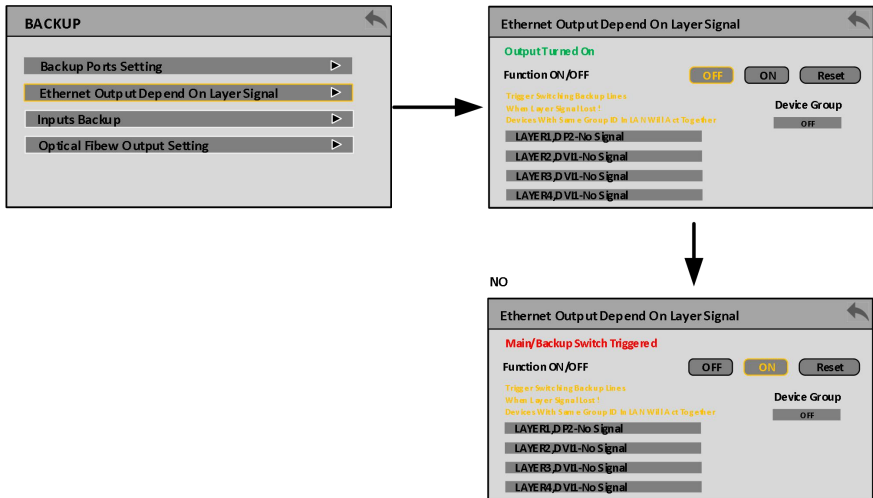 BACKUP
Backup Ports Setting
Ethernet Output Depend On Layer Signal
Inputs Backup
Optical Fibew Output Setting
Ethernet Output Depend On Layer Signal
Output Turned On
Function ON/OFF
OFF
ON
Reset
Trigger Switching Backup Lines
When Layer Signal Lost !
Devices With Same Group ID In LAN Will Act Together
Device Group
OFF
LAYER1,DP2-No Signal
LAYER2,DVI1-No Signal
LAYER3,DVI1-No Signal
LAYER4,DVI1-No Signal
NO
Ethernet Output Depend On Layer Signal
Main/Backup Switch Triggered
Function ON/OFF
OFF
ON
Reset
Trigger Switching Backup Lines
When Layer Signal Lost !
Devices With Same Group ID In LAN Will Act Together
Device Group
OFF
LAYER1,DP2-No Signal
LAYER2,DVI1-No Signal
LAYER3,DVI1-No Signal
LAYER4,DVI1-No Signal